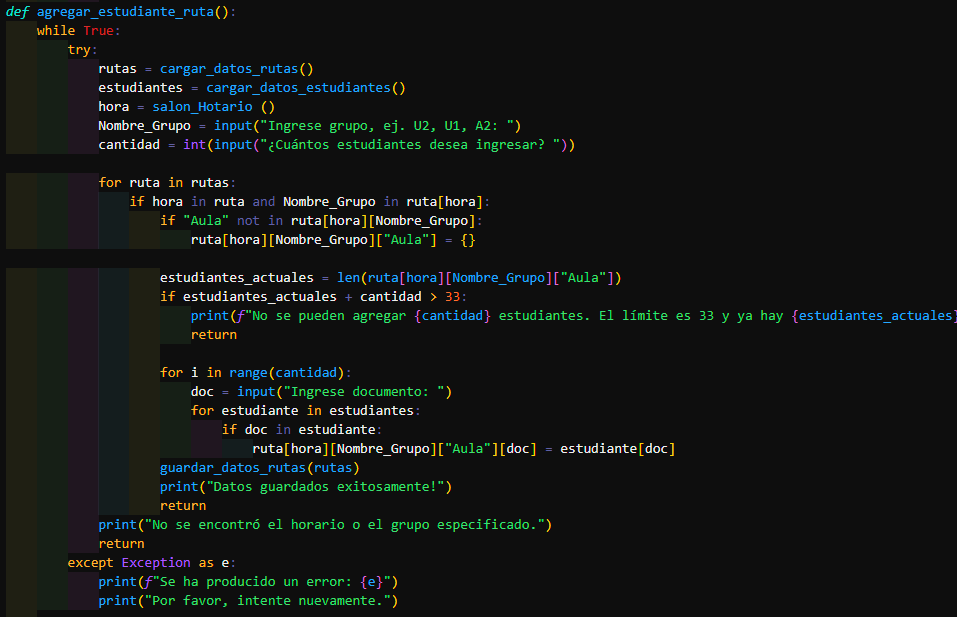 def agregar_estudiante_ruta():
    while True:
        try:
            rutas = cargar_datos_rutas()
            estudiantes = cargar_datos_estudiantes()
            hora = salon_Hotario ()
            Nombre_Grupo = input("Ingrese grupo, ej. U2, U1, A2: ")
            cantidad = int(input("¿Cuántos estudiantes desea ingresar? "))

            for ruta in rutas:
                if hora in ruta and Nombre_Grupo in ruta[hora]:
                    if "Aula" not in ruta[hora][Nombre_Grupo]:
                        ruta[hora][Nombre_Grupo]["Aula"] = {}

                    estudiantes_actuales = len(ruta[hora][Nombre_Grupo]["Aula"])
                    if estudiantes_actuales + cantidad > 33:
                        print(f"No se pueden agregar {cantidad} estudiantes. El límite es 33 y ya hay {estudiantes_actuales}
                        return

                    for i in range(cantidad):
                        doc = input("Ingrese documento: ")
                        for estudiante in estudiantes:
                            if doc in estudiante:
                                ruta[hora][Nombre_Grupo]["Aula"][doc] = estudiante[doc]
                    guardar_datos_rutas(rutas)
                    print("Datos guardados exitosamente!")
                    return
            print("No se encontró el horario o el grupo especificado.")
            return
        except Exception as e:
            print(f"Se ha producido un error: {e}")
            print("Por favor, intente nuevamente.")